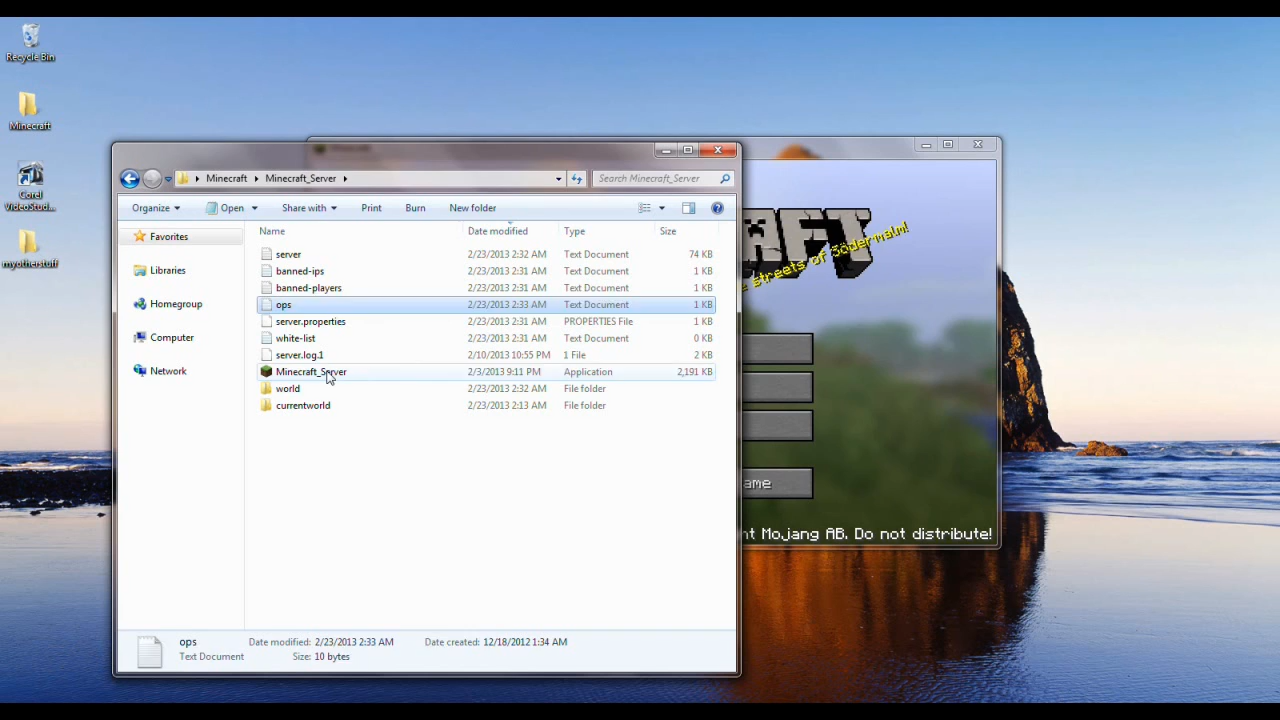 Recycle Bin
Minecraft
Corel
VideoStud...
myotherstuff
Minecraft Minecraft_Server
Search Minecraft_Server
Organize Open Share with Print Burn New folder
Name Date modified Type Size
Favorites
Libraries
Homegroup
Computer
Network
server 2/23/2013 2:32 AM Text Document 74 KB
banned-ips 2/23/2013 2:31 AM Text Document 1 KB
banned-players 2/23/2013 2:31 AM Text Document 1 KB
ops 2/23/2013 2:33 AM Text Document 1 KB
server.properties 2/23/2013 2:31 AM PROPERTIES File 1 KB
white-list 2/23/2013 2:31 AM Text Document 0 KB
server.log.1 2/10/2013 10:55 PM 1 File 2 KB
Minecraft_Server 2/3/2013 9:11 PM Application 2,191 KB
world 2/23/2013 2:32 AM File folder
currentworld 2/23/2013 2:13 AM File folder
ops Date modified: 2/23/2013 2:33 AM Date created: 12/18/2012 1:34 AM
Text Document Size: 10 bytes
RAFT
streets of Södermalm!
ame
nt Mojang AB. Do not distribute!